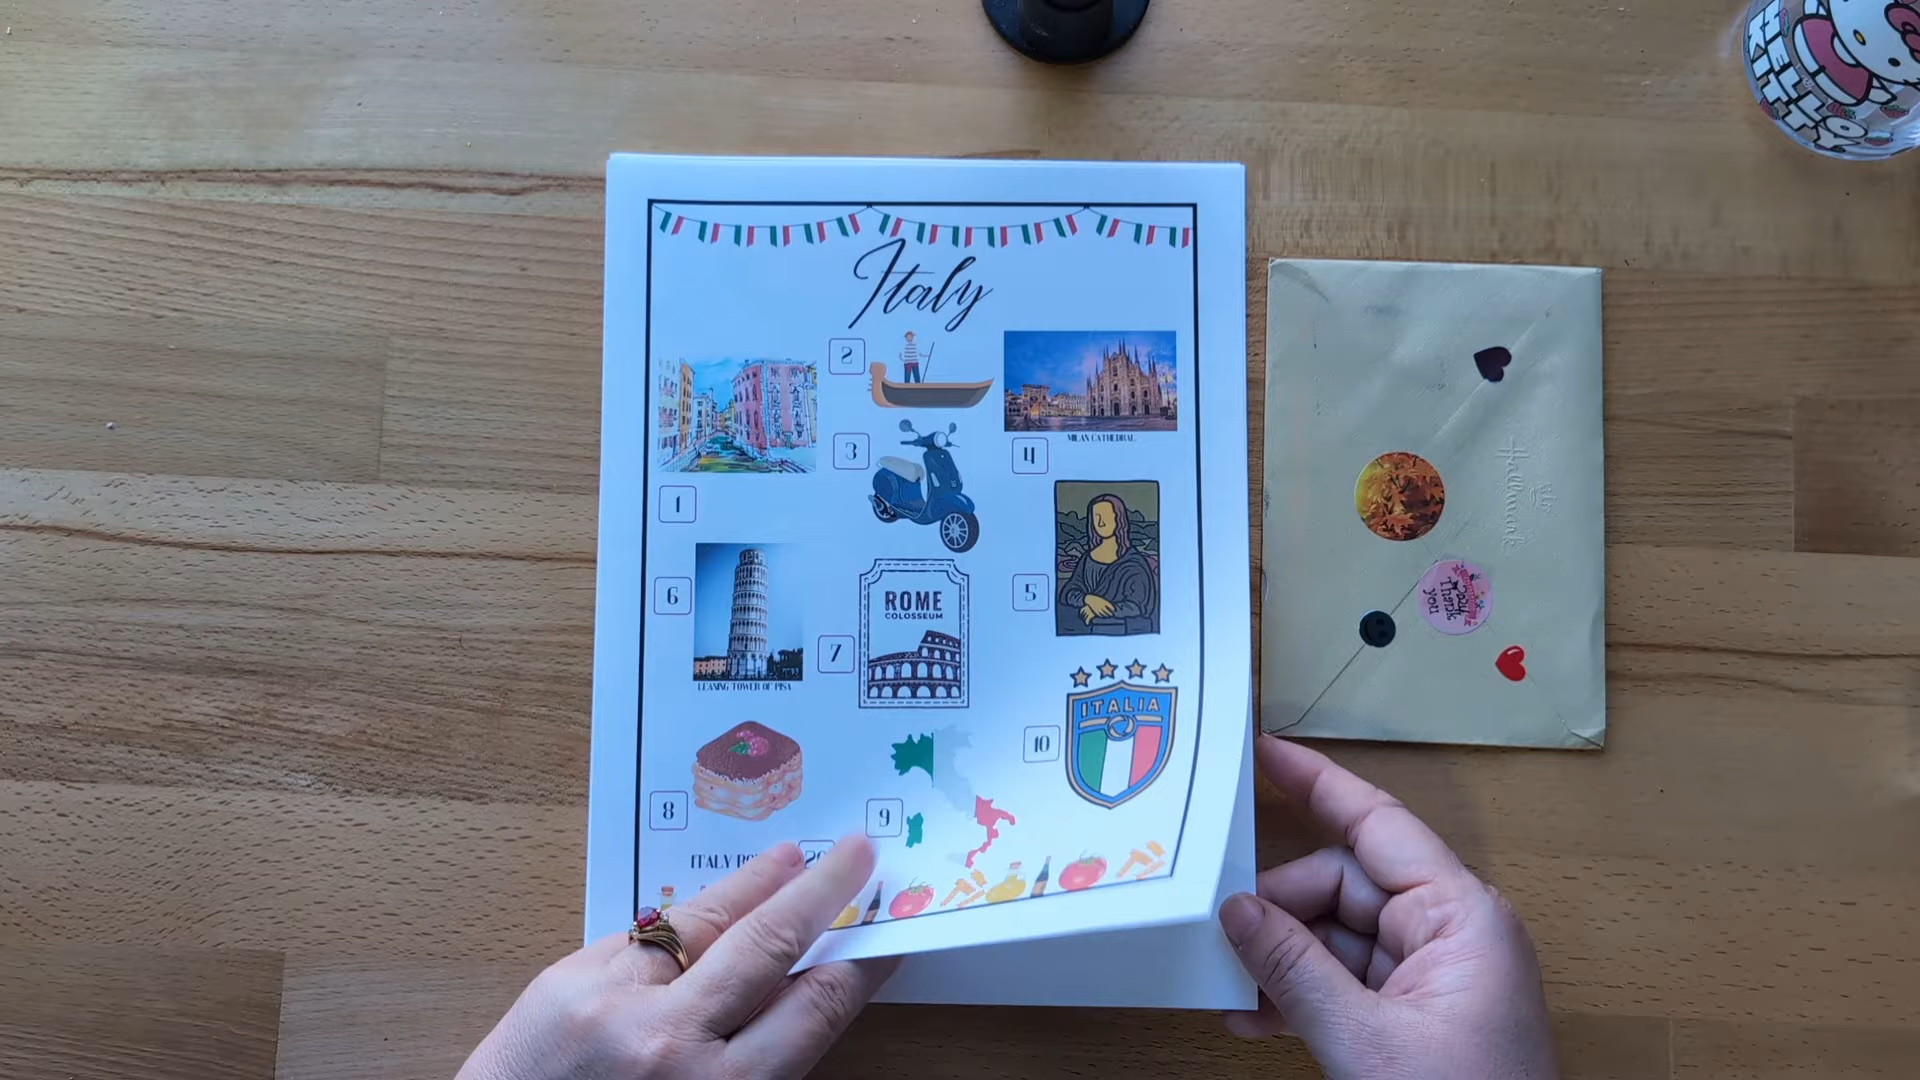 Italy
2
MILAN CATHEDRAL
3
4
1
ROME
COLOSSEUM
6
5
7
LEANING TOWER OF PISA
ITALIA
10
8
9
ITALY
Hallmark
thank
you
HELLO
KITTY